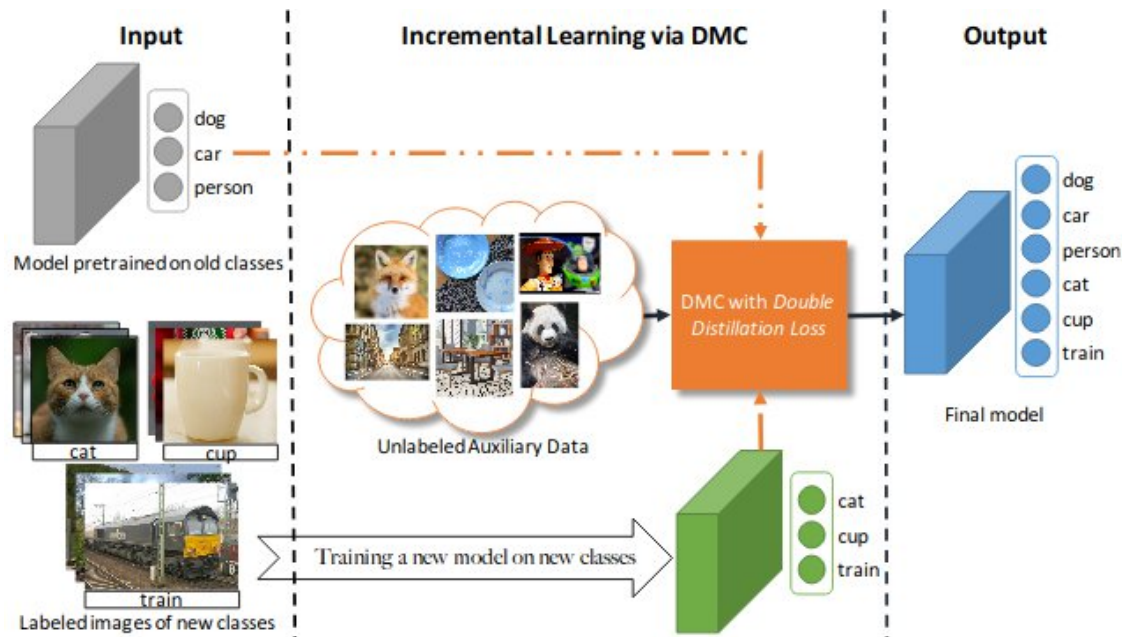 Input
Incremental Learning via DMC
Output
dog
car
person
Model pretrained on old classes
cat
cup
train
Labeled images of new classes
Unlabeled Auxiliary Data
DMC with Double
Distillation Loss
Training a new model on new classes
cat
cup
train
dog
car
person
cat
cup
train
Final model